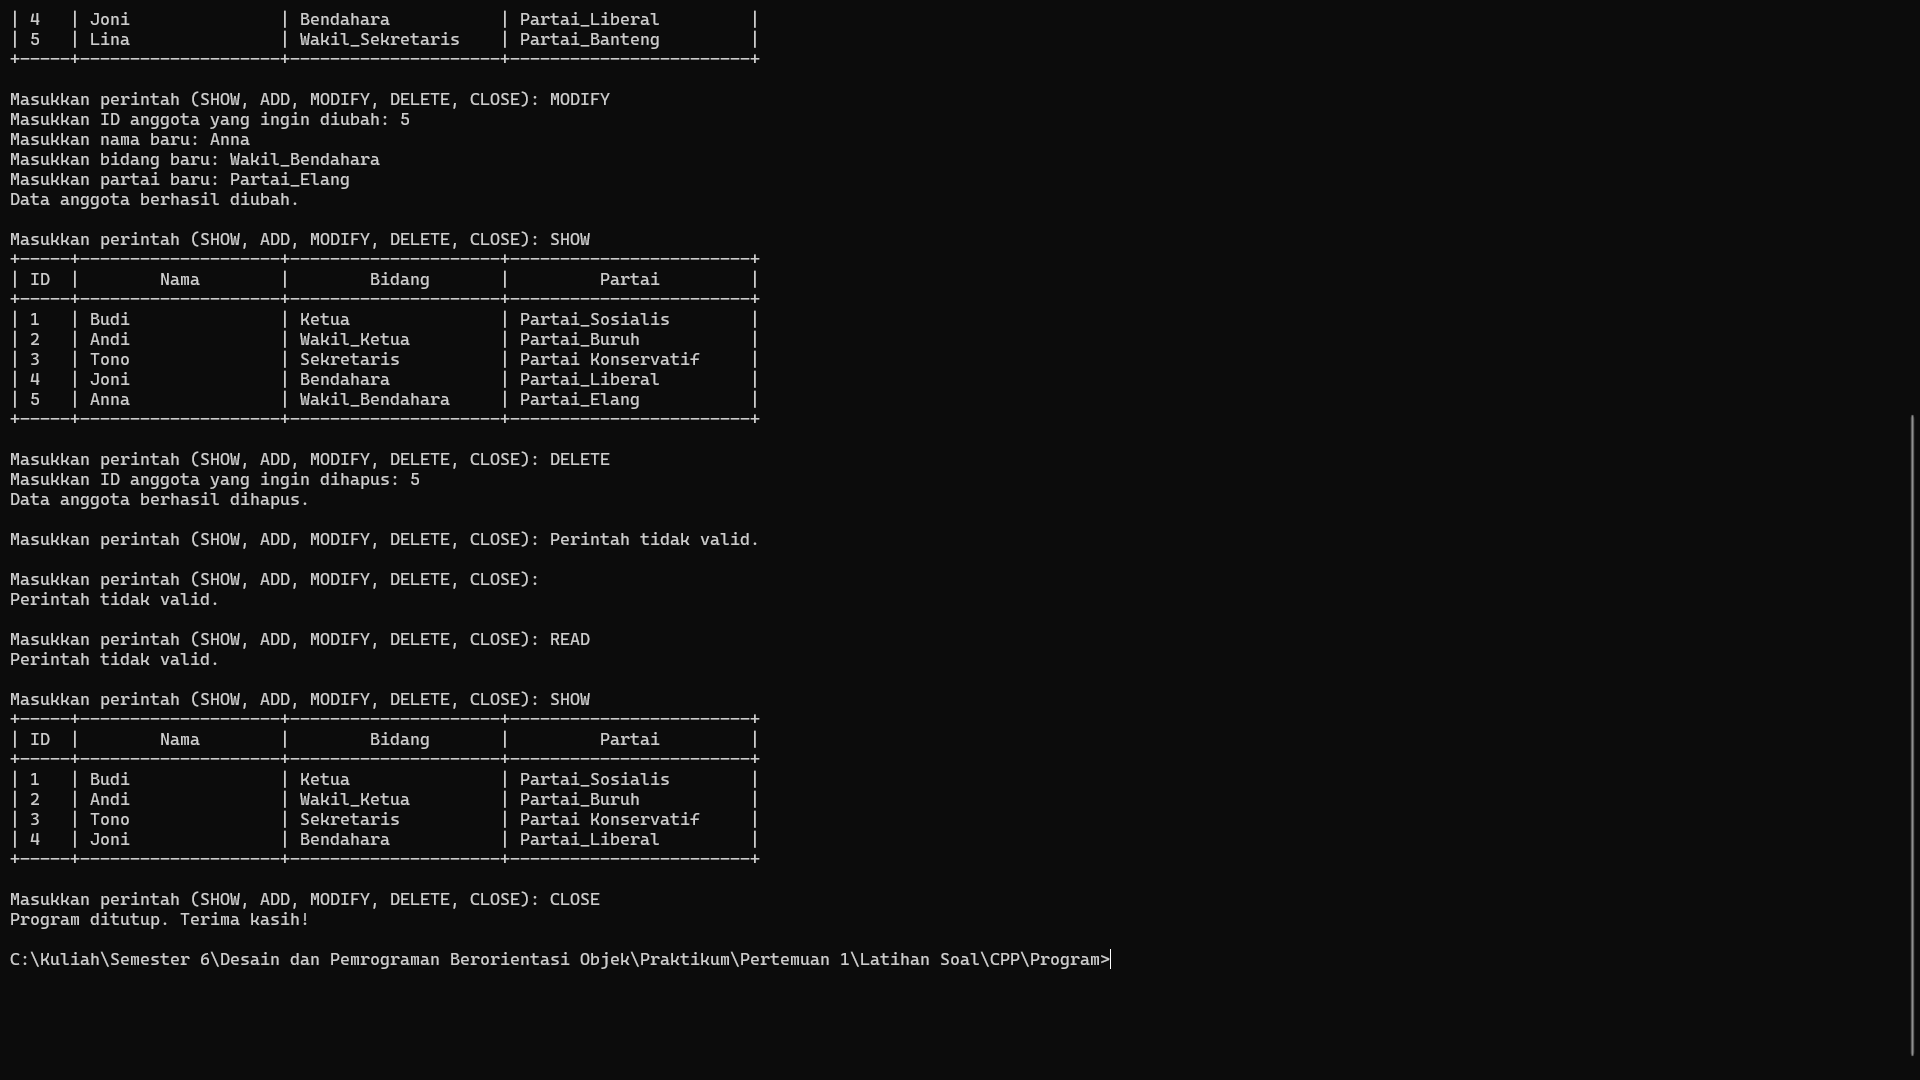 | 4   | Joni               | Bendahara           | Partai_Liberal         |
| 5   | Lina               | Wakil_Sekretaris    | Partai_Banteng         |
+-----+--------------------+---------------------+------------------------+
Masukkan perintah (SHOW, ADD, MODIFY, DELETE, CLOSE): MODIFY
Masukkan ID anggota yang ingin diubah: 5
Masukkan nama baru: Anna
Masukkan bidang baru: Wakil_Bendahara
Masukkan partai baru: Partai_Elang
Data anggota berhasil diubah.
Masukkan perintah (SHOW, ADD, MODIFY, DELETE, CLOSE): SHOW
+-----+--------------------+---------------------+------------------------+
| ID  |        Nama        |        Bidang       |         Partai         |
+-----+--------------------+---------------------+------------------------+
| 1   | Budi               | Ketua               | Partai_Sosialis        |
| 2   | Andi               | Wakil_Ketua         | Partai_Buruh           |
| 3   | Tono               | Sekretaris          | Partai Konservatif     |
| 4   | Joni               | Bendahara           | Partai_Liberal         |
| 5   | Anna               | Wakil_Bendahara     | Partai_Elang           |
+-----+--------------------+---------------------+------------------------+
Masukkan perintah (SHOW, ADD, MODIFY, DELETE, CLOSE): DELETE
Masukkan ID anggota yang ingin dihapus: 5
Data anggota berhasil dihapus.
Masukkan perintah (SHOW, ADD, MODIFY, DELETE, CLOSE): Perintah tidak valid.
Masukkan perintah (SHOW, ADD, MODIFY, DELETE, CLOSE):
Perintah tidak valid.
Masukkan perintah (SHOW, ADD, MODIFY, DELETE, CLOSE): READ
Perintah tidak valid.
Masukkan perintah (SHOW, ADD, MODIFY, DELETE, CLOSE): SHOW
+-----+--------------------+---------------------+------------------------+
| ID  |        Nama        |        Bidang       |         Partai         |
+-----+--------------------+---------------------+------------------------+
| 1   | Budi               | Ketua               | Partai_Sosialis        |
| 2   | Andi               | Wakil_Ketua         | Partai_Buruh           |
| 3   | Tono               | Sekretaris          | Partai Konservatif     |
| 4   | Joni               | Bendahara           | Partai_Liberal         |
+-----+--------------------+---------------------+------------------------+
Masukkan perintah (SHOW, ADD, MODIFY, DELETE, CLOSE): CLOSE
Program ditutup. Terima kasih!
C:\Kuliah\Semester 6\Desain dan Pemrograman Berorientasi Objek\Praktikum\Pertemuan 1\Latihan Soal\CPP\Program>